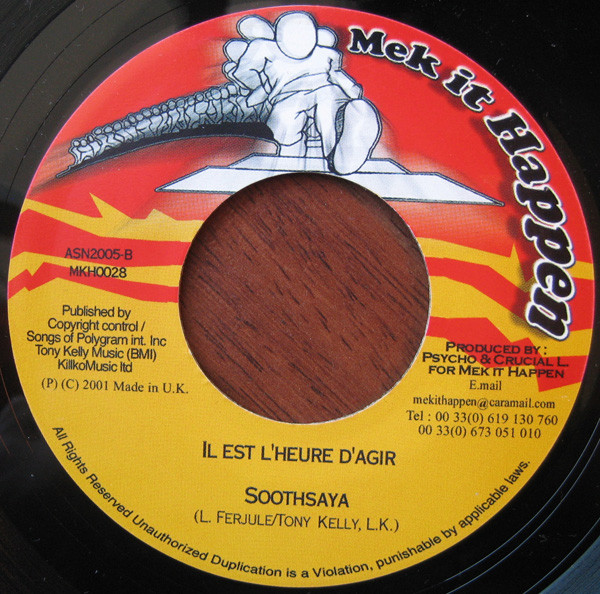 Mek it Happen
ASN2005-B
MKH0028
Published by
Copyright control /
Songs of Polygram int. Inc
Tony Kelly Music (BMI)
KillkoMusic ltd
(P) (C) 2001 Made in U.K.
PRODUCED BY :
PSYCHO & CRUCIAL L.
FOR MEK IT HAPPEN
E.mail
mekithappen@caramail.com
Tel : 00 33(0) 619 130 760
00 33(0) 673 051 010
IL EST L'HEURE D'AGIR
SOOTHSAYA
(L. FERJULE/TONY KELLY, L.K.)
All Rights Reserved Unauthorized Duplication is a Violation, punishable by applicable laws.